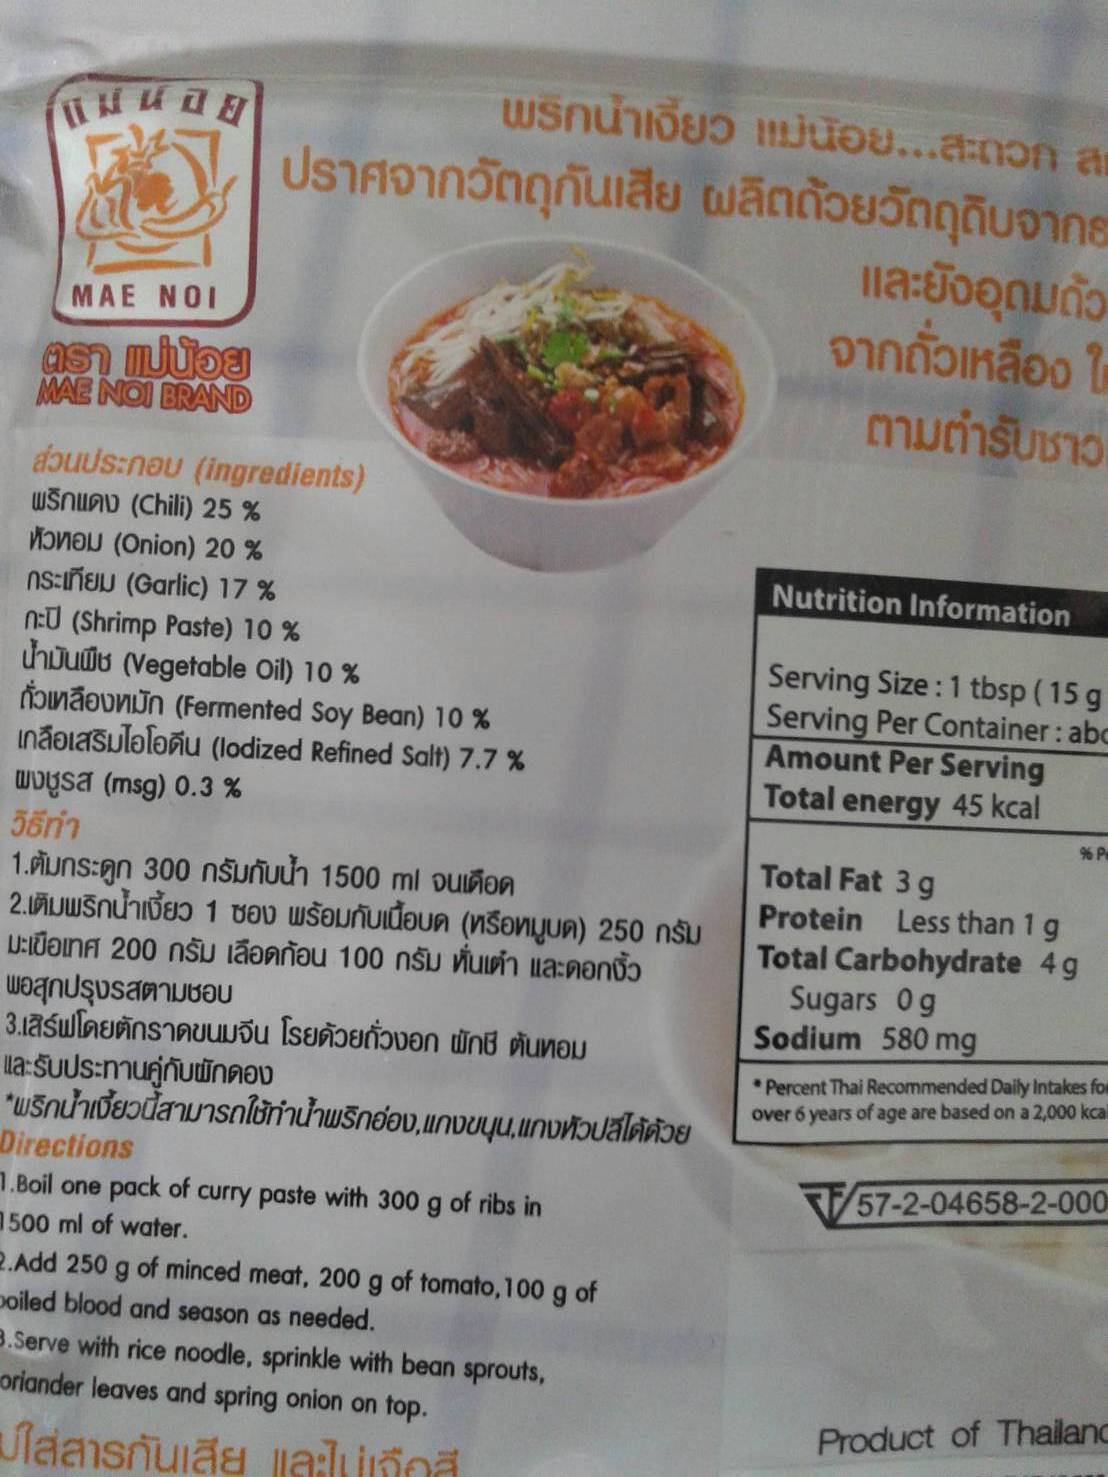 แม่น้อย
MAE NOI
ตรา แม่น้อย
MAE NOI BRAND
พริกน้ำเงี้ยว แม่น้อย...สะดวก
ปราศจากวัตถุกันเสีย ผลิตด้วยวัตถุดิบจาก
และยังอุดมด้ว
จากถั่วเหลือง
ตามตำรับชาว
ส่วนประกอบ (ingredients)
พริกแดง (Chili) 25 %
หัวหอม (Onion) 20 %
กระเทียม (Garlic) 17 %
กะปิ (Shrimp Paste) 10 %
น้ำมันพืช (Vegetable Oil) 10 %
ถั่วเหลืองหมัก (Fermented Soy Bean) 10 %
เกลือเสริมไอโอดีน (Iodized Refined Salt) 7.7 %
ผงชูรส (msg) 0.3 %
วิธีทำ
1.ต้มกระดูก 300 กรัมกับน้ำ 1500 ml จนเดือด
2.เติมพริกน้ำเงี้ยว 1 ซอง พร้อมกับเนื้อบด (หรือหมูบด) 250 กรัม
มะเขือเทศ 200 กรัม เลือดก้อน 100 กรัม หั่นเต๋า และดอกงิ้ว
พอสุกปรุงรสตามชอบ
3.เสิร์ฟโดยตักราดขนมจีน โรยด้วยถั่วงอก ผักชี ต้นหอม
และรับประทานคู่กับผักดอง
*พริกน้ำเงี้ยวนี้สามารถใช้ทำน้ำพริกอ่อง,แกงขนุน,แกงหัวปลีได้ด้วย
Directions
1.Boil one pack of curry paste with 300 g of ribs in
1500 ml of water.
2.Add 250 g of minced meat, 200 g of tomato,100 g of
boiled blood and season as needed.
3.Serve with rice noodle, sprinkle with bean sprouts,
oriander leaves and spring onion on top.
ม่ใส่สารกันเสีย และไม่เจือสี
Nutrition Information
Serving Size : 1 tbsp ( 15 g
Serving Per Container : abo
Amount Per Serving
Total energy 45 kcal
Total Fat 3 g
Protein Less than 1 g
Total Carbohydrate 4 g
Sugars 0 g
Sodium 580 mg
* Percent Thai Recommended Daily Intakes for
over 6 years of age are based on a 2,000 kcal
57-2-04658-2-000
Product of Thailand